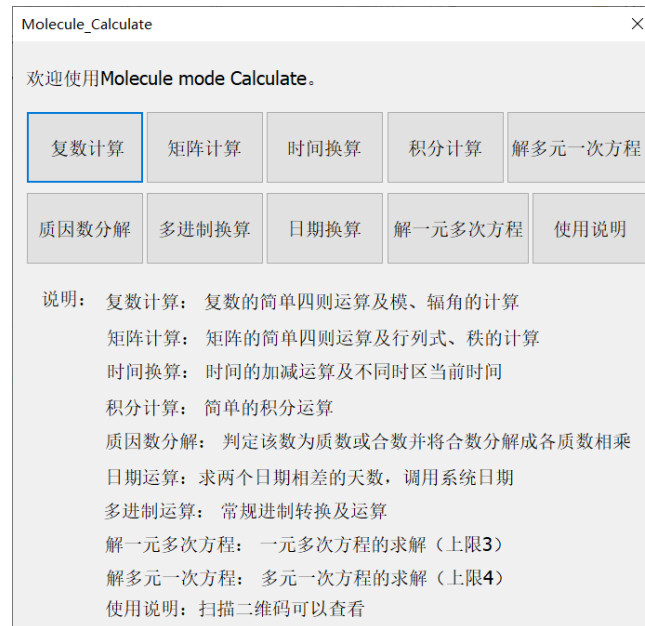 Molecule_Calculate
欢迎使用Molecule mode Calculate。
复数计算 矩阵计算 时间换算 积分计算 解多元一次方程
质因数分解 多进制换算 日期换算 解一元多次方程 使用说明
说明： 复数计算： 复数的简单四则运算及模、辐角的计算
矩阵计算： 矩阵的简单四则运算及行列式、秩的计算
时间换算： 时间的加减运算及不同时区当前时间
积分计算： 简单的积分运算
质因数分解： 判定该数为质数或合数并将合数分解成各质数相乘
日期运算：求两个日期相差的天数，调用系统日期
多进制运算： 常规进制转换及运算
解一元多次方程： 一元多次方程的求解（上限3）
解多元一次方程： 多元一次方程的求解（上限4）
使用说明：扫描二维码可以查看